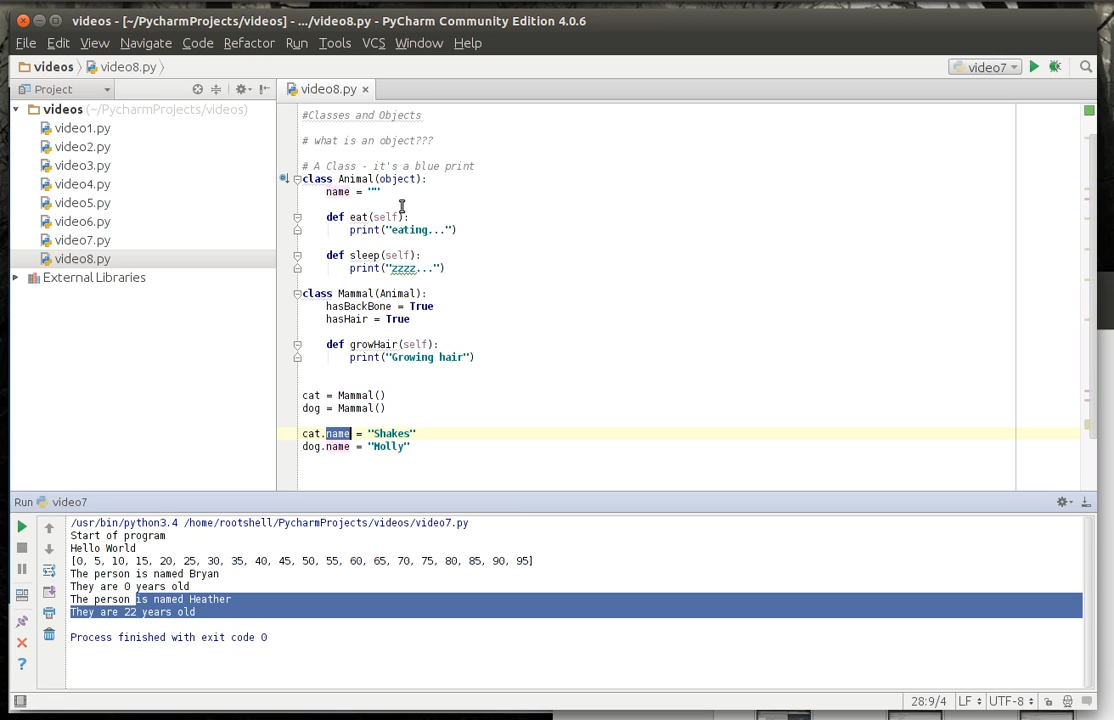 videos - [~/PycharmProjects/videos] - .../video8.py - PyCharm Community Edition 4.0.6
File Edit View Navigate Code Refactor Run Tools VCS Window Help
videos video8.py video7
Project video8.py
videos (~/PycharmProjects/videos)
video1.py
video2.py
video3.py
video4.py
video5.py
video6.py
video7.py
video8.py
External Libraries
#Classes and Objects
# what is an object???
# A Class - it's a blue print
class Animal(object):
name = ""
def eat(self):
print("eating...")
def sleep(self):
print("zzzz...")
class Mammal(Animal):
hasBackBone = True
hasHair = True
def growHair(self):
print("Growing hair")
cat = Mammal()
dog = Mammal()
cat.name = "Shakes"
dog.name = "Molly"
Run video7
/usr/bin/python3.4 /home/rootshell/PycharmProjects/videos/video7.py
Start of program
Hello World
[0, 5, 10, 15, 20, 25, 30, 35, 40, 45, 50, 55, 60, 65, 70, 75, 80, 85, 90, 95]
The person is named Bryan
They are 0 years old
The person is named Heather
They are 22 years old
Process finished with exit code 0
28:9/4 LF UTF-8